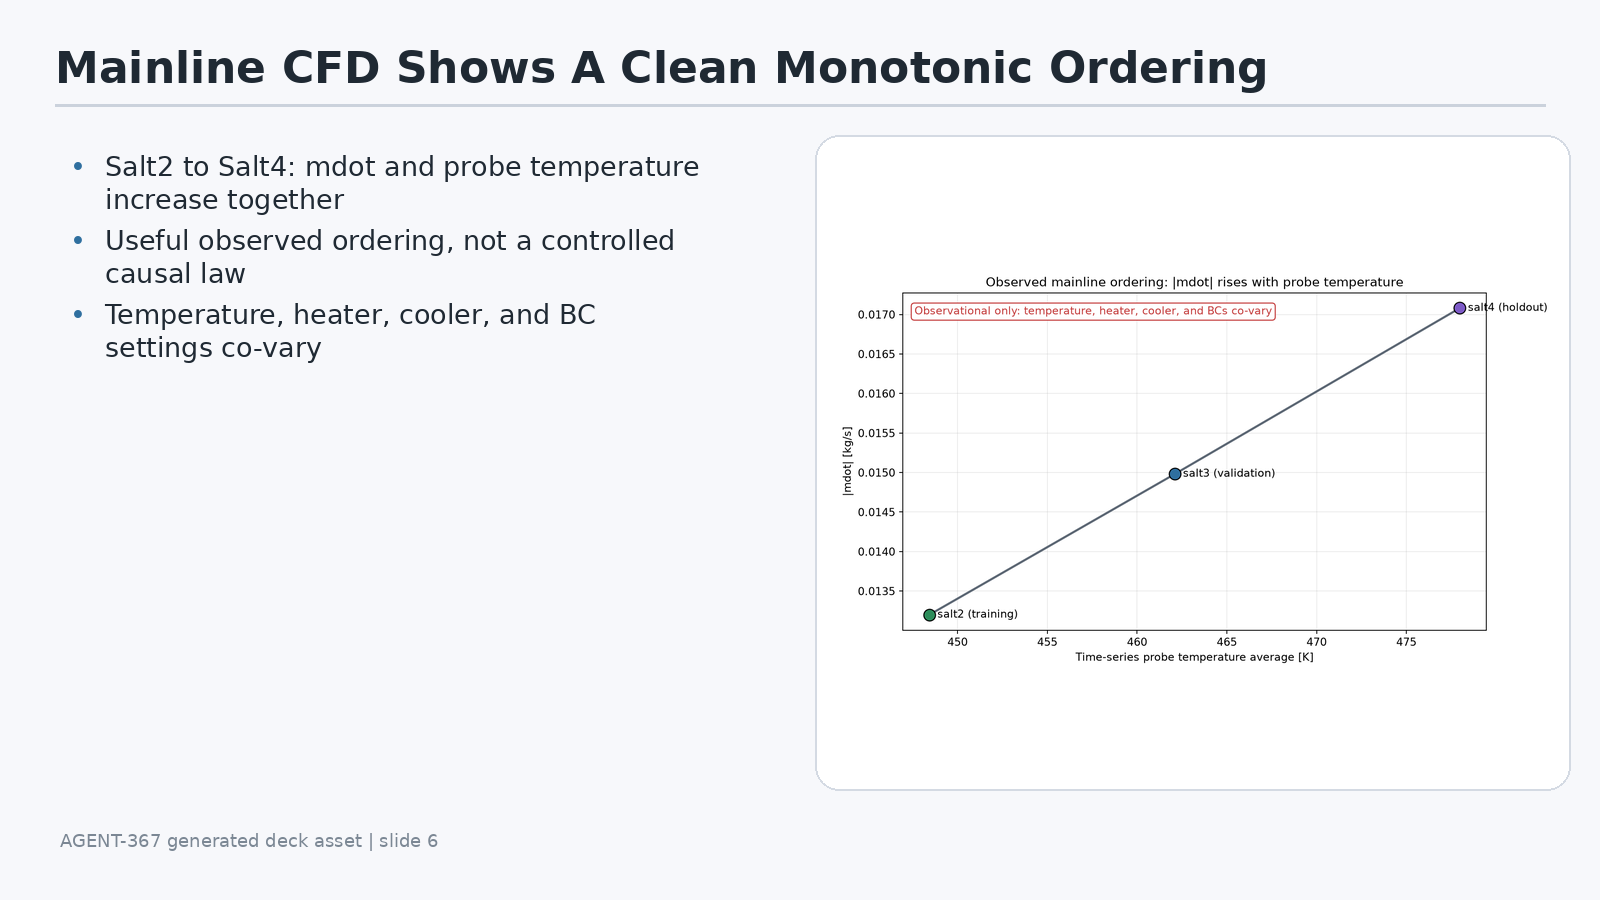 Mainline CFD Shows A Clean Monotonic Ordering
• Salt2 to Salt4: mdot and probe temperature
increase together
• Useful observed ordering, not a controlled
causal law
• Temperature, heater, cooler, and BC
settings co-vary
Observed mainline ordering: |mdot| rises with probe temperature
Observational only: temperature, heater, cooler, and BCs co-vary
salt4 (holdout)
salt3 (validation)
salt2 (training)
|mdot| [kg/s]
0.0170
0.0165
0.0160
0.0155
0.0150
0.0145
0.0140
0.0135
450 455 460 465 470 475
Time-series probe temperature average [K]
AGENT-367 generated deck asset | slide 6